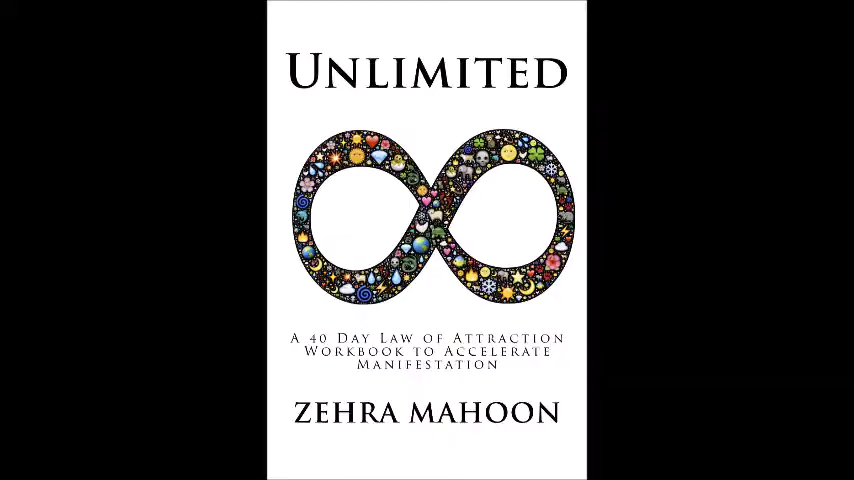 Unlimited
A 40 Day Law of Attraction
Workbook to Accelerate
Manifestation
ZEHRA MAHOON